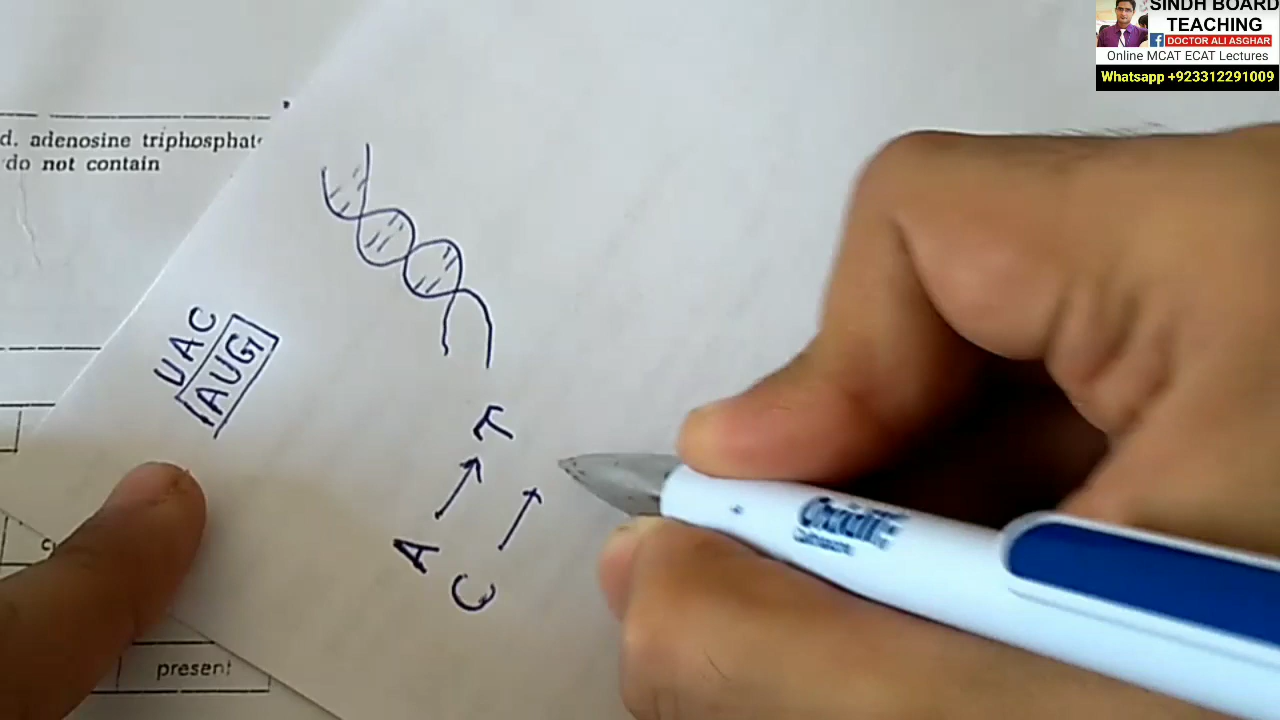 SINDH BOARD
TEACHING
DOCTOR ALI ASGHAR
Online MCAT ECAT Lectures
Whatsapp +923312291009
d. adenosine triphosphat
do not contain
UAC
AUG
A → T
C →
present